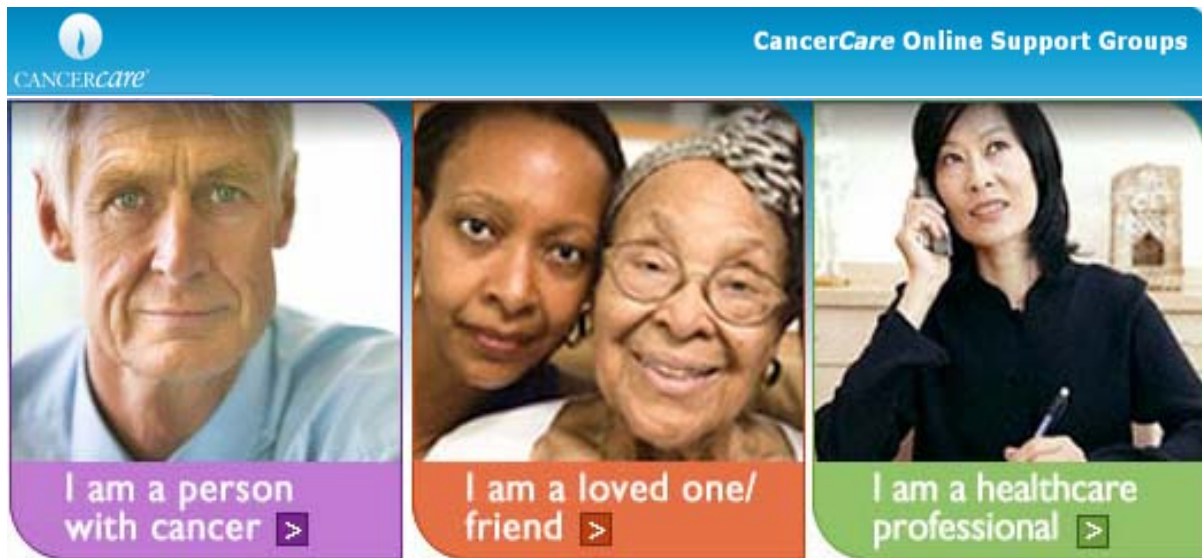 CANCERcare®
CancerCare Online Support Groups
I am a person
with cancer >
I am a loved one/
friend >
I am a healthcare
professional >